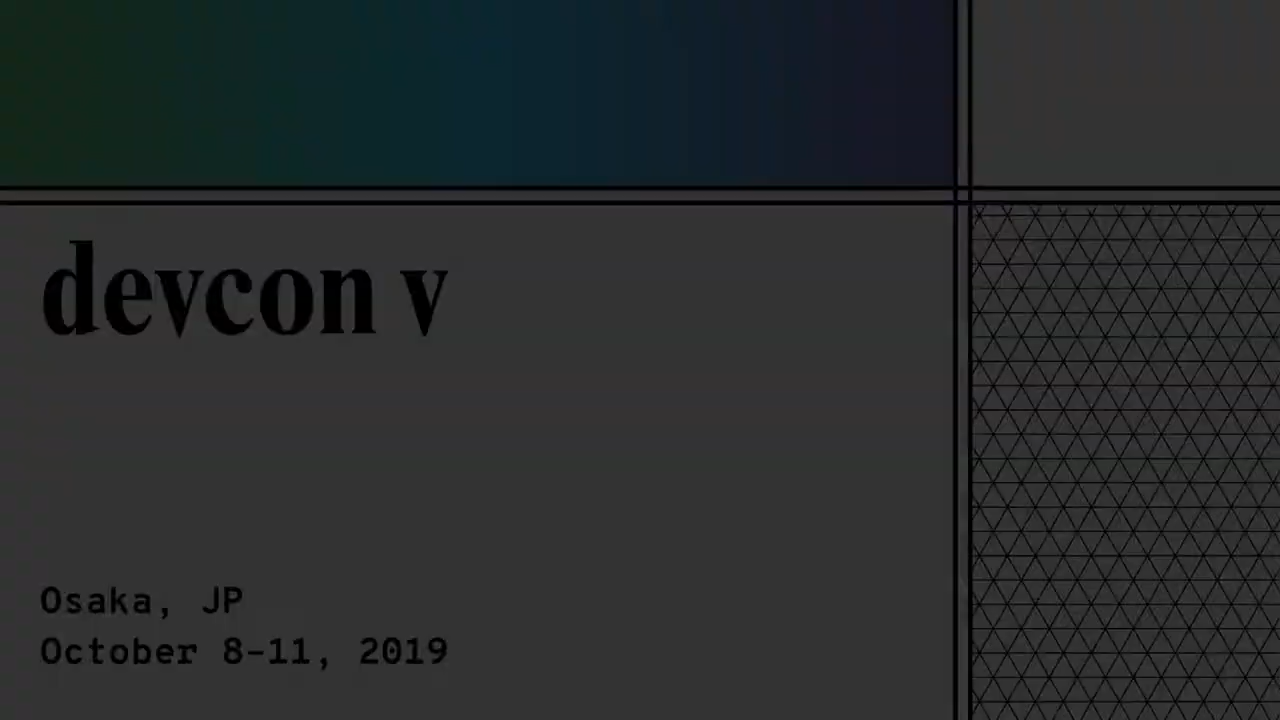 devcon v
Osaka, JP
October 8-11, 2019